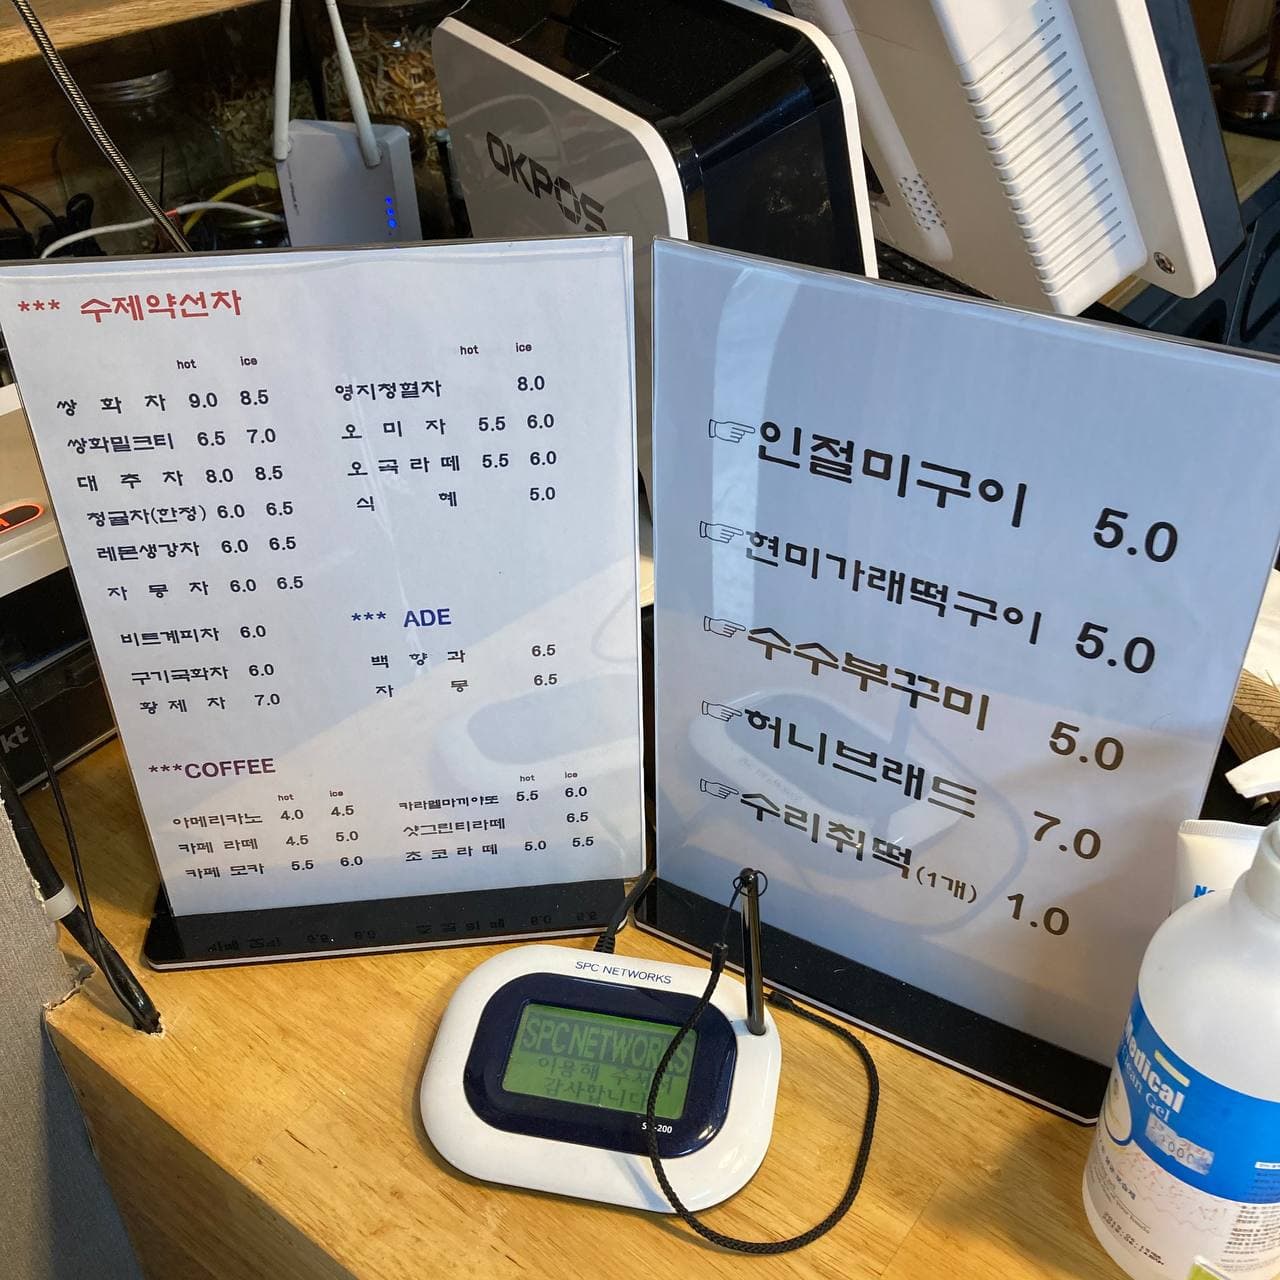 OKPOS
*** 수제약선차
hot ice
쌍 화 차 9.0 8.5
쌍화밀크티 6.5 7.0
대 추 차 8.0 8.5
청귤차(한정) 6.0 6.5
레몬생강차 6.0 6.5
자 몽 차 6.0 6.5
비트계피차 6.0
구기국화차 6.0
황 제 차 7.0
hot ice
영지청혈차 8.0
오 미 자 5.5 6.0
오 곡 라 떼 5.5 6.0
식 혜 5.0
*** ADE
백 향 과 6.5
자 몽 6.5
***COFFEE
hot ice
아메리카노 4.0 4.5
카페 라떼 4.5 5.0
카페 모카 5.5 6.0
hot ice
카라멜마끼아또 5.5 6.0
샷그린티라떼 6.5
초 코 라 떼 5.0 5.5
☞인절미구이 5.0
☞현미가래떡구이 5.0
☞수수부꾸미 5.0
☞허니브래드 7.0
☞수리취떡(1개) 1.0
SPC NETWORKS
SPCNETWORKS
이용해 주셔서
감사합니다
kt
Medical
Clean Gel